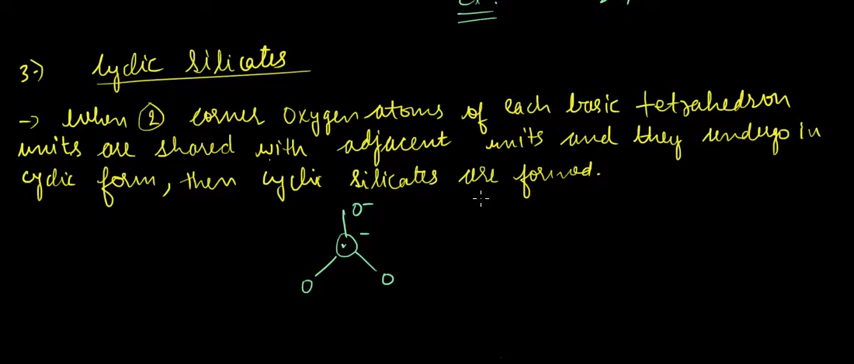 3→ Cyclic Silicates
→ When 2 corner oxygen atoms of each basic tetrahedron
units are shared with adjacent units and they undergo in
cyclic form, then cyclic silicates are formed.
O⁻
–
O O